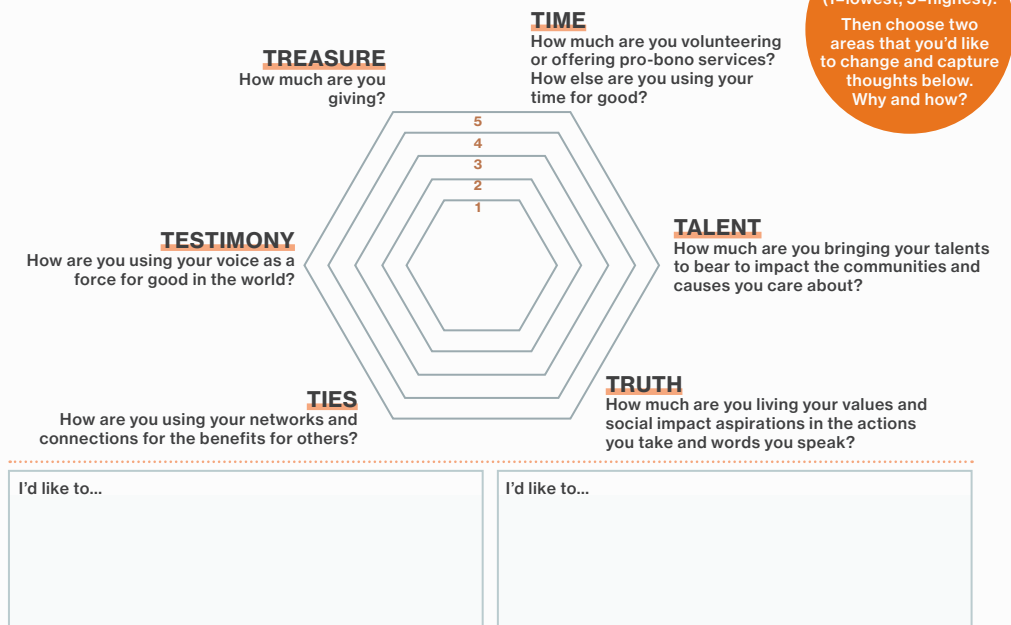 (1=lowest, 5=highest).
Then choose two
areas that you'd like
to change and capture
thoughts below.
Why and how?
TIME
How much are you volunteering
or offering pro-bono services?
How else are you using your
time for good?
TREASURE
How much are you
giving?
5
4
3
2
1
TESTIMONY
How are you using your voice as a
force for good in the world?
TALENT
How much are you bringing your talents
to bear to impact the communities and
causes you care about?
TIES
How are you using your networks and
connections for the benefits for others?
TRUTH
How much are you living your values and
social impact aspirations in the actions
you take and words you speak?
I'd like to...
I'd like to...